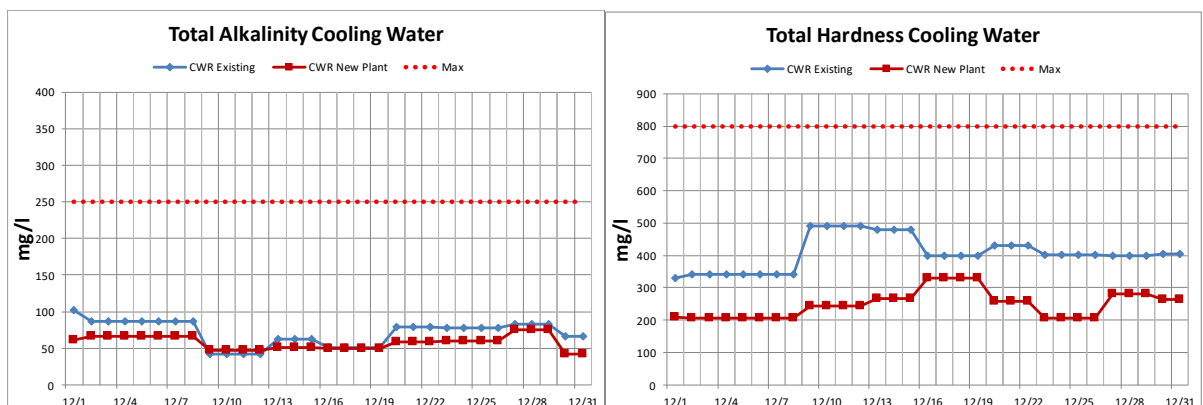 Total Alkalinity Cooling Water
CWR Existing CWR New Plant Max
mg/l
400
350
300
250
200
150
100
50
0
12/1 12/4 12/7 12/10 12/13 12/16 12/19 12/22 12/25 12/28 12/31
Total Hardness Cooling Water
CWR Existing CWR New Plant Max
mg/l
900
800
700
600
500
400
300
200
100
0
12/1 12/4 12/7 12/10 12/13 12/16 12/19 12/22 12/25 12/28 12/31